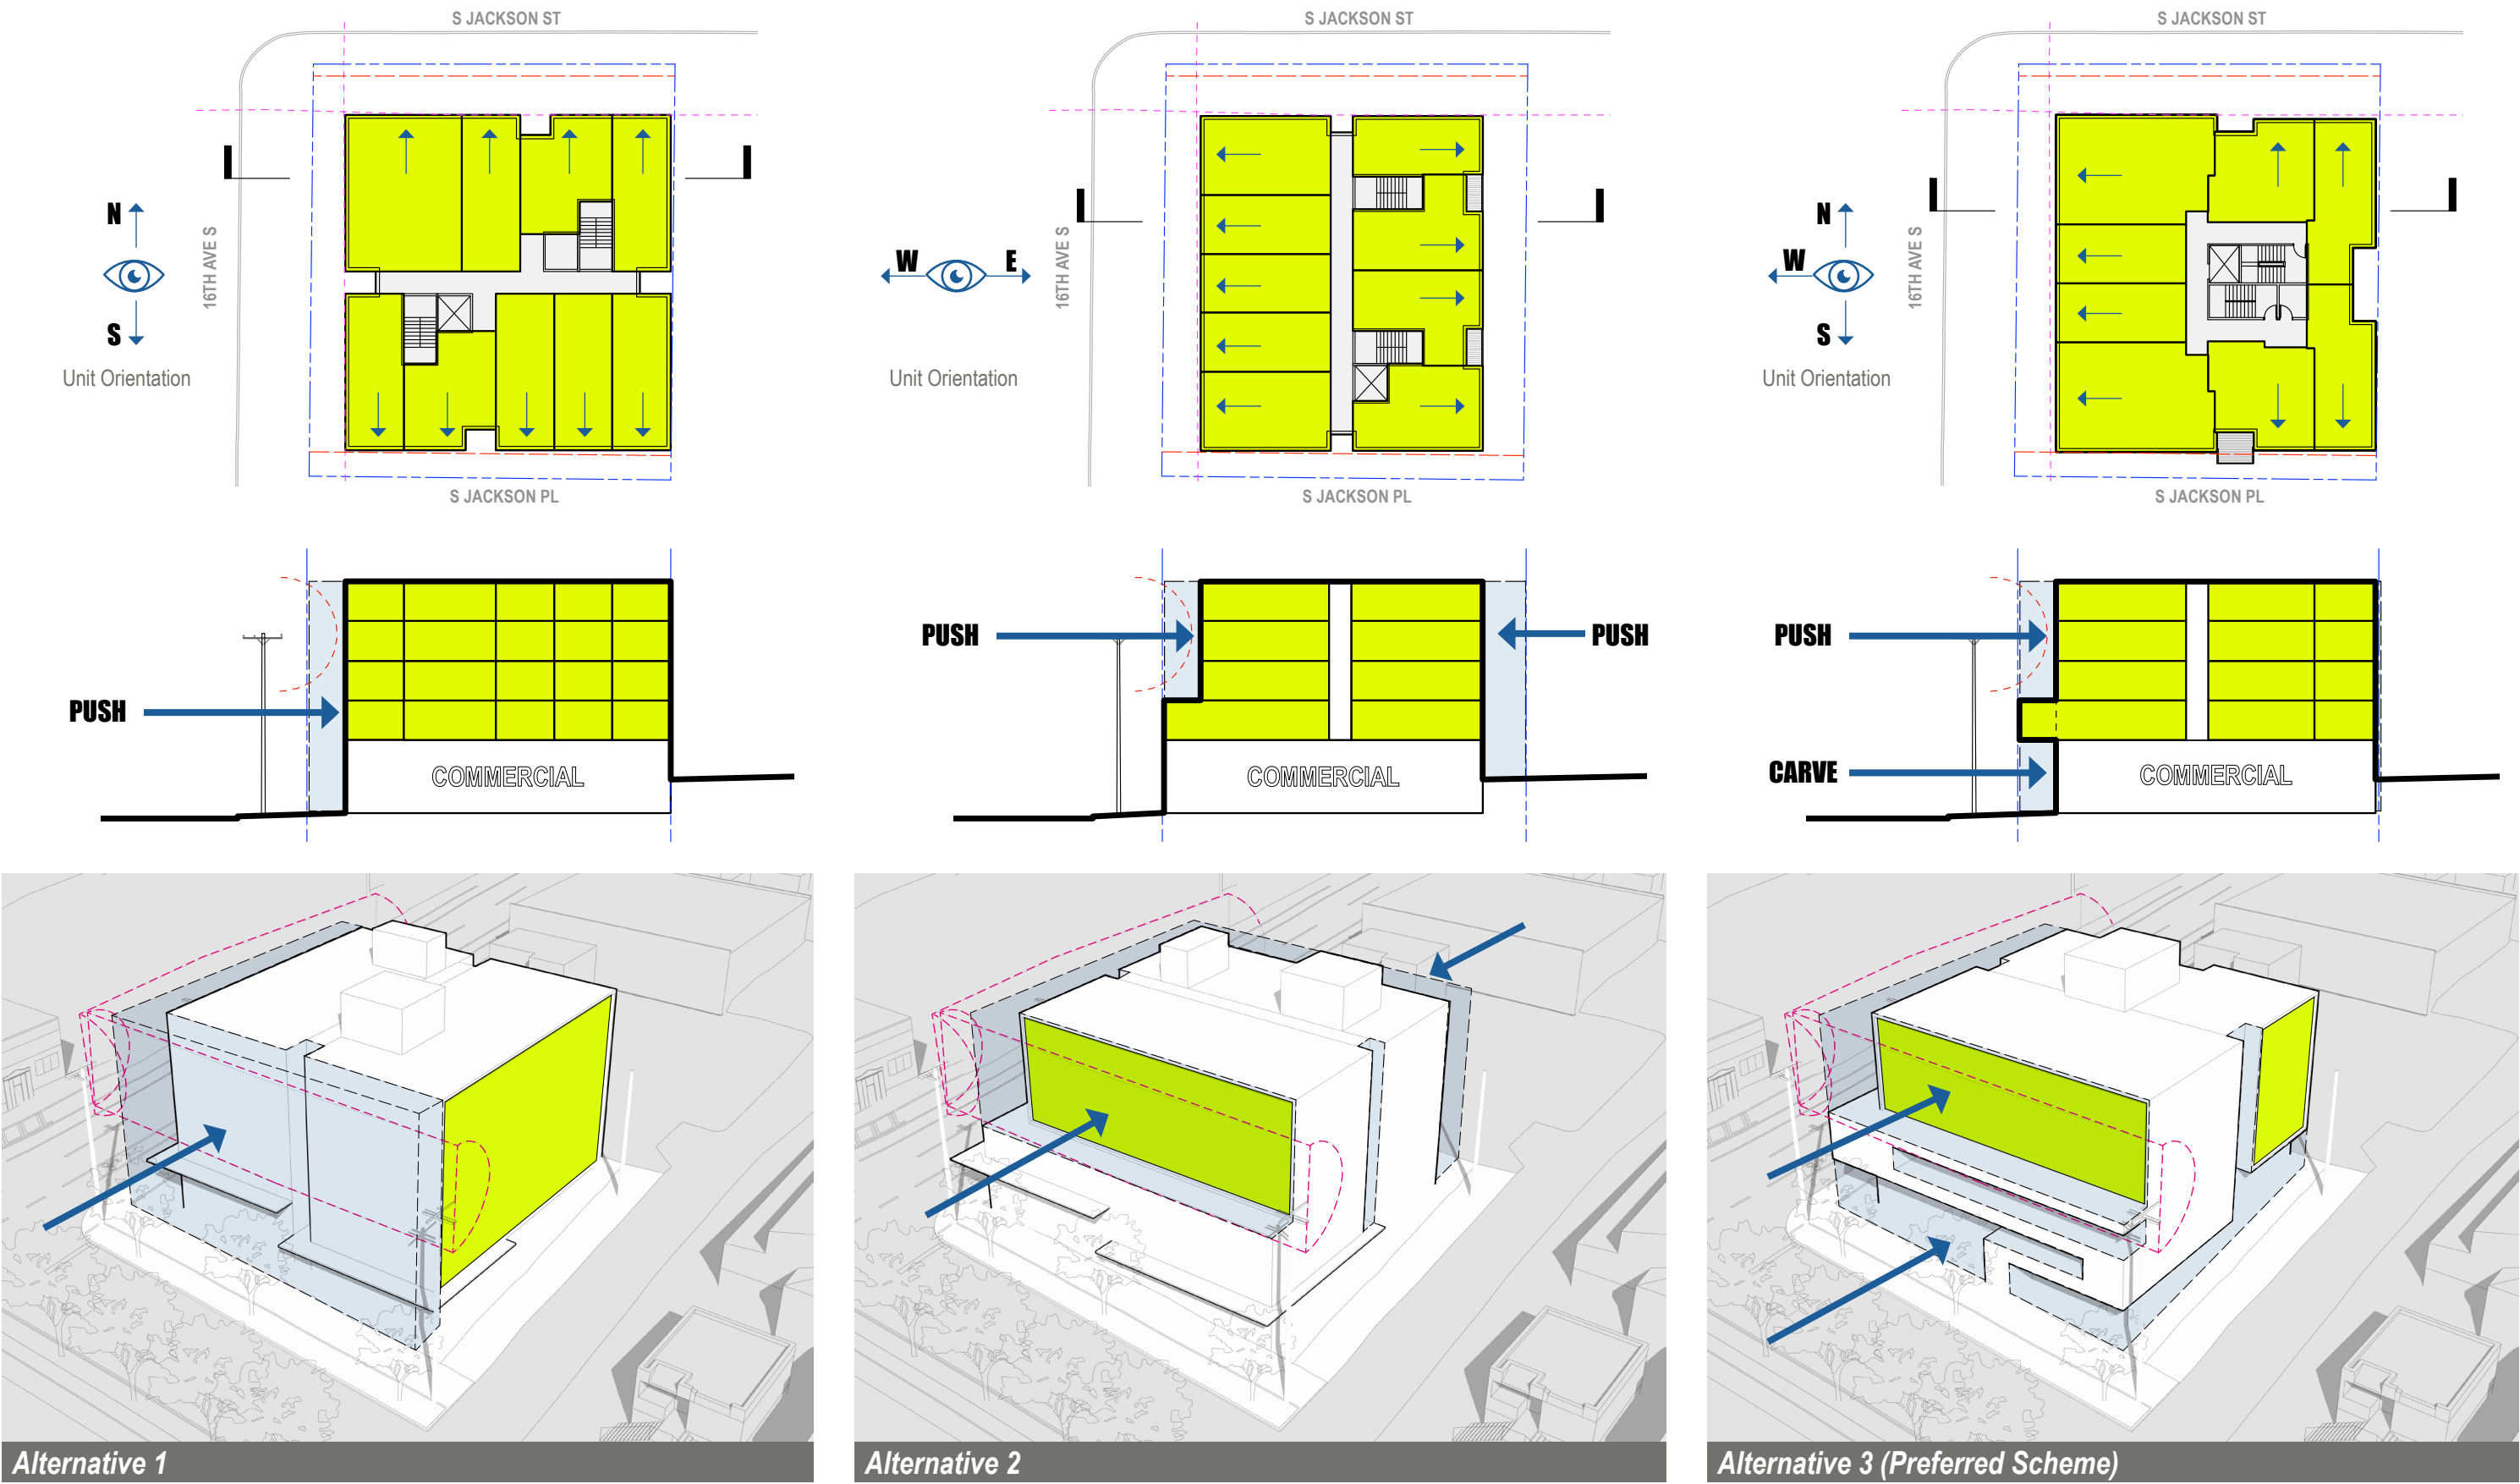 S JACKSON ST
N
S
Unit Orientation
16TH AVE S
S JACKSON PL
S JACKSON ST
W
E
Unit Orientation
16TH AVE S
S JACKSON PL
S JACKSON ST
N
W
S
Unit Orientation
16TH AVE S
S JACKSON PL
PUSH
COMMERCIAL
PUSH
PUSH
COMMERCIAL
PUSH
CARVE
COMMERCIAL
Alternative 1
Alternative 2
Alternative 3 (Preferred Scheme)